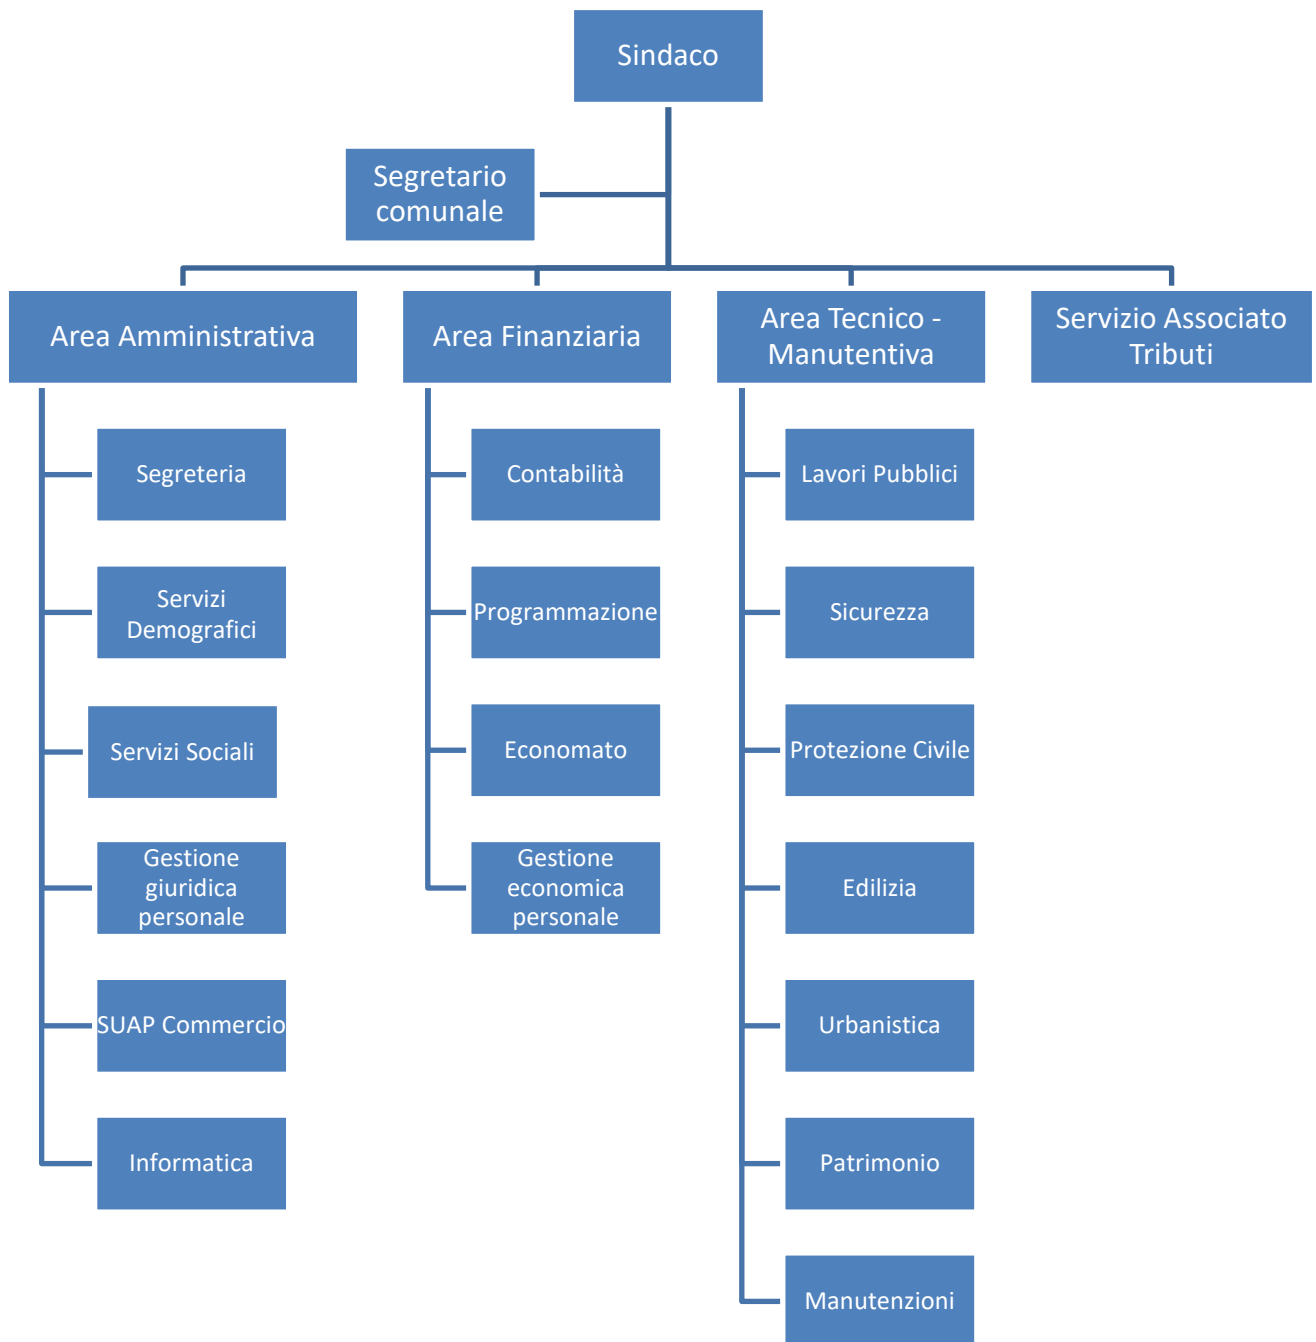 Sindaco
Segretario
comunale
Area Amministrativa
Area Finanziaria
Area Tecnico -
Manutentiva
Servizio Associato
Tributi
Segreteria
Servizi
Demografici
Servizi Sociali
Gestione
giuridica
personale
SUAP Commercio
Informatica
Contabilità
Programmazione
Economato
Gestione
economica
personale
Lavori Pubblici
Sicurezza
Protezione Civile
Edilizia
Urbanistica
Patrimonio
Manutenzioni